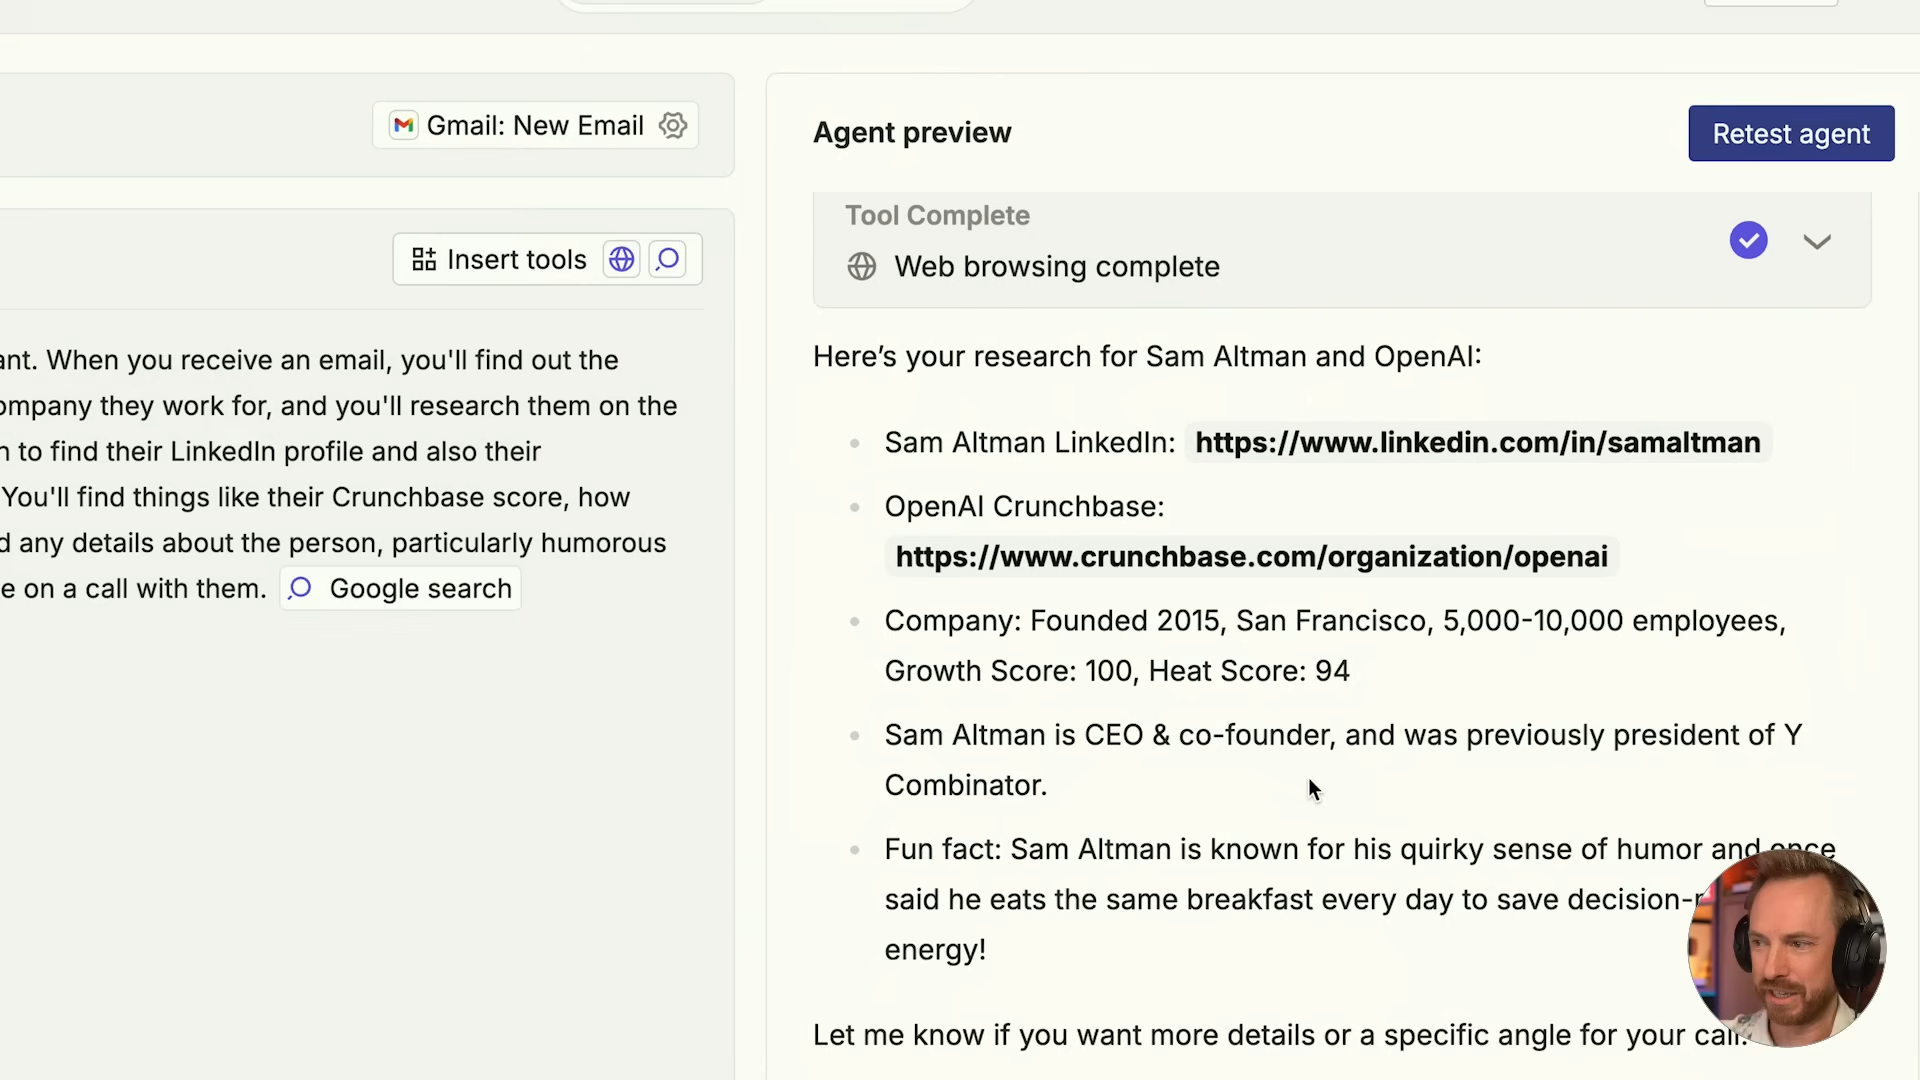 Gmail: New Email
Insert tools
ant. When you receive an email, you'll find out the
ompany they work for, and you'll research them on the
n to find their LinkedIn profile and also their
You'll find things like their Crunchbase score, how
d any details about the person, particularly humorous
e on a call with them. Google search
Agent preview
Retest agent
Tool Complete
Web browsing complete
Here’s your research for Sam Altman and OpenAI:
Sam Altman LinkedIn: https://www.linkedin.com/in/samaltman
OpenAI Crunchbase:
https://www.crunchbase.com/organization/openai
Company: Founded 2015, San Francisco, 5,000-10,000 employees,
Growth Score: 100, Heat Score: 94
Sam Altman is CEO & co-founder, and was previously president of Y
Combinator.
Fun fact: Sam Altman is known for his quirky sense of humor and once
said he eats the same breakfast every day to save decision-
energy!
Let me know if you want more details or a specific angle for your call.